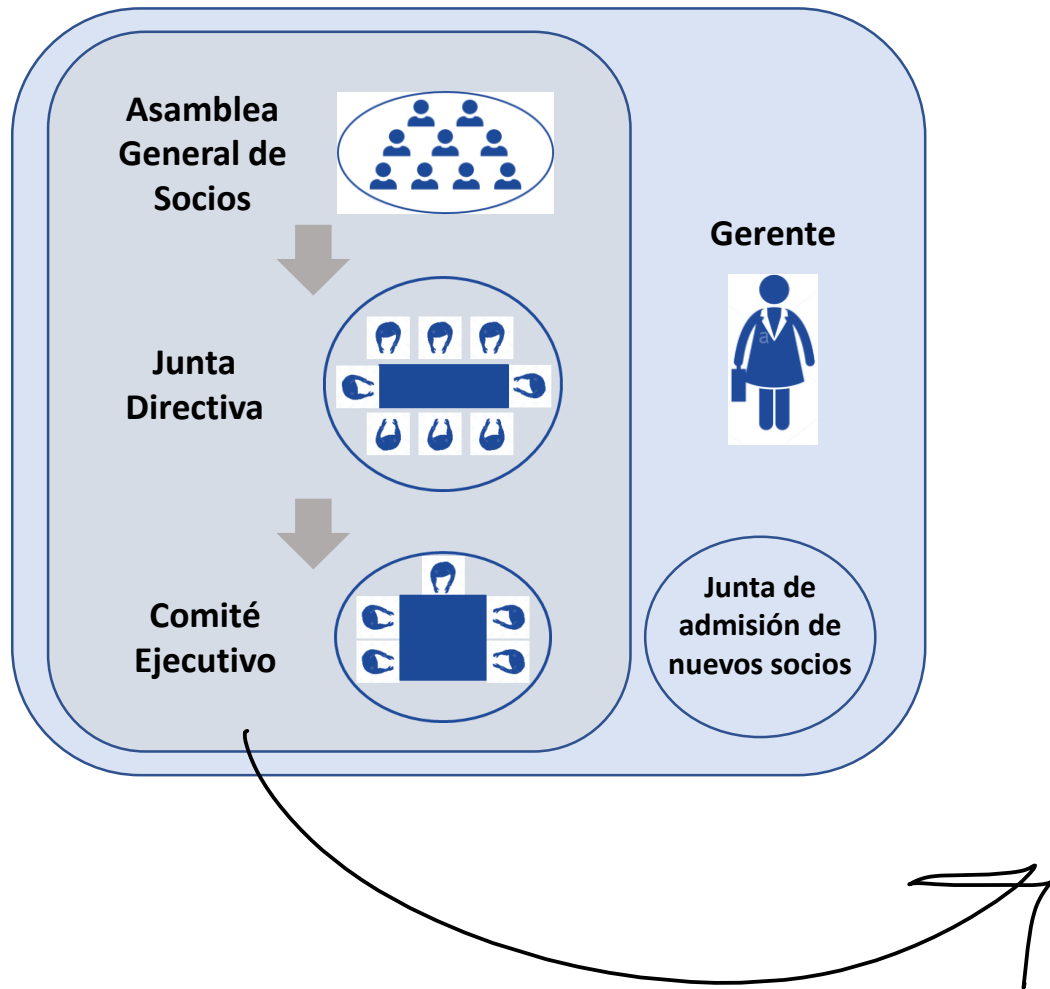 Asamblea
General de
Socios
Gerente
Junta
Directiva
Comité
Ejecutivo
Junta de
admisión de
nuevos socios
a